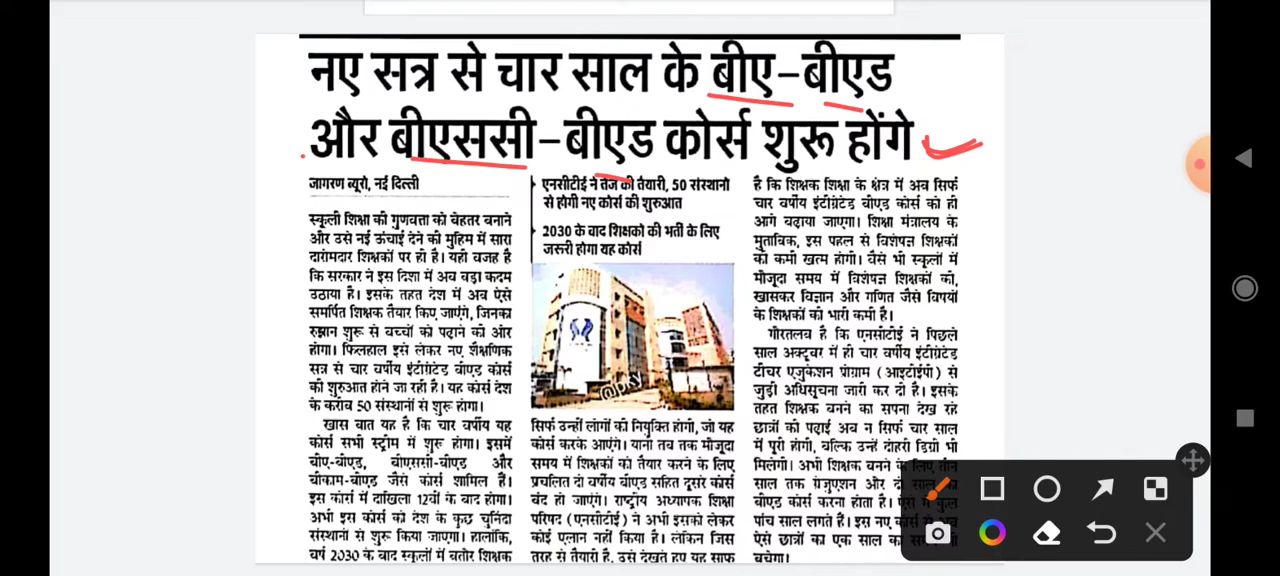 नए सत्र से चार साल के बीए-बीएड
और बीएससी-बीएड कोर्स शुरू होंगे
जागरण ब्यूरो, नई दिल्ली
स्कूली शिक्षा की गुणवत्ता को बेहतर बनाने
और उसे नई ऊंचाई देने की मुहिम में सारा
दारोमदार शिक्षकों पर ही है। यही वजह है
कि सरकार ने इस दिशा में अब बड़ा कदम
उठाया है। इसके तहत देश में अब ऐसे
समर्पित शिक्षक तैयार किए जाएंगे, जिनका
रुझान शुरू से बच्चों को पढ़ाने की ओर
होगा। फिलहाल इसे लेकर नए शैक्षणिक
सत्र से चार वर्षीय इंटीग्रेटेड बीएड कोर्स
की शुरुआत होने जा रही है। यह कोर्स देश
के करीब 50 संस्थानों से शुरू होगा।
खास बात यह है कि चार वर्षीय यह
कोर्स सभी स्ट्रीम में शुरू होगा। इसमें
बीए-बीएड, बीएससी-बीएड और
बीकाम-बीएड जैसे कोर्स शामिल हैं।
इस कोर्स में दाखिला 12वीं के बाद होगा।
अभी इस कोर्स को देश के कुछ चुनिंदा
संस्थानों से शुरू किया जाएगा। हालांकि,
वर्ष 2030 के बाद स्कूलों में बतौर शिक्षक
एनसीटीई ने तेज की तैयारी, 50 संस्थानों
से होगी नए कोर्स की शुरुआत
2030 के बाद शिक्षकों की भर्ती के लिए
जरूरी होगा यह कोर्स
@pky
सिर्फ उन्हीं लोगों की नियुक्ति होगी, जो यह
कोर्स करके आएंगे। यानी तब तक मौजूदा
समय में शिक्षकों को तैयार करने के लिए
प्रचलित दो वर्षीय बीएड सहित दूसरे कोर्स
बंद हो जाएंगे। राष्ट्रीय अध्यापक शिक्षा
परिषद (एनसीटीई) ने अभी इसको लेकर
कोई एलान नहीं किया है। लेकिन जिस
तरह से तैयारी है, उसे देखते हुए यह साफ
है कि शिक्षक शिक्षा के क्षेत्र में अब सिर्फ
चार वर्षीय इंटीग्रेटेड बीएड कोर्स को ही
आगे बढ़ाया जाएगा। शिक्षा मंत्रालय के
मुताबिक, इस पहल से विशेषज्ञ शिक्षकों
की कमी खत्म होगी। वैसे भी स्कूलों में
मौजूदा समय में विशेषज्ञ शिक्षकों की,
खासकर विज्ञान और गणित जैसे विषयों
के शिक्षकों की भारी कमी है।
गौरतलब है कि एनसीटीई ने पिछले
साल अक्टूबर में ही चार वर्षीय इंटीग्रेटेड
टीचर एजुकेशन प्रोग्राम (आइटीईपी) से
जुड़ी अधिसूचना जारी कर दी है। इसके
तहत शिक्षक बनने का सपना देख रहे
छात्रों की पढ़ाई अब न सिर्फ चार साल
में पूरी होगी, बल्कि उन्हें दोहरी डिग्री भी
मिलेगी। अभी शिक्षक बनने के लिए तीन
साल तक ग्रेजुएशन और दो साल का
बीएड कोर्स करना होता है। ऐसे में कुल
पांच साल लगते हैं। इस नए कोर्स से अब
ऐसे छात्रों का एक साल का
बचेगा।